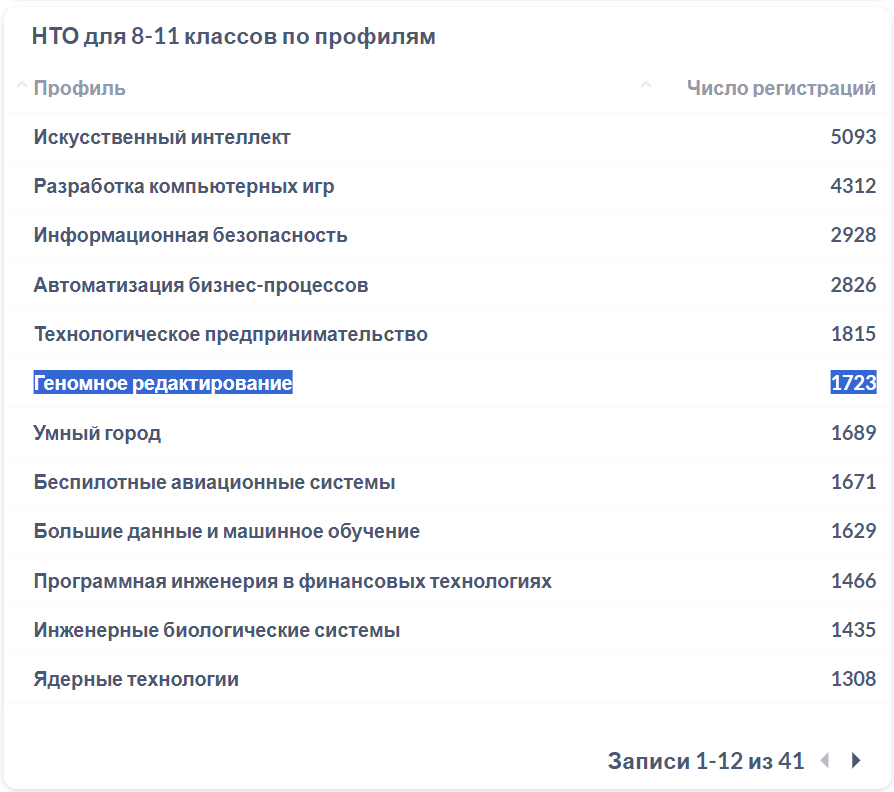 НТО для 8-11 классов по профилям
Профиль Число регистраций
Искусственный интеллект 5093
Разработка компьютерных игр 4312
Информационная безопасность 2928
Автоматизация бизнес-процессов 2826
Технологическое предпринимательство 1815
Геномное редактирование 1723
Умный город 1689
Беспилотные авиационные системы 1671
Большие данные и машинное обучение 1629
Программная инженерия в финансовых технологиях 1466
Инженерные биологические системы 1435
Ядерные технологии 1308
Записи 1-12 из 41